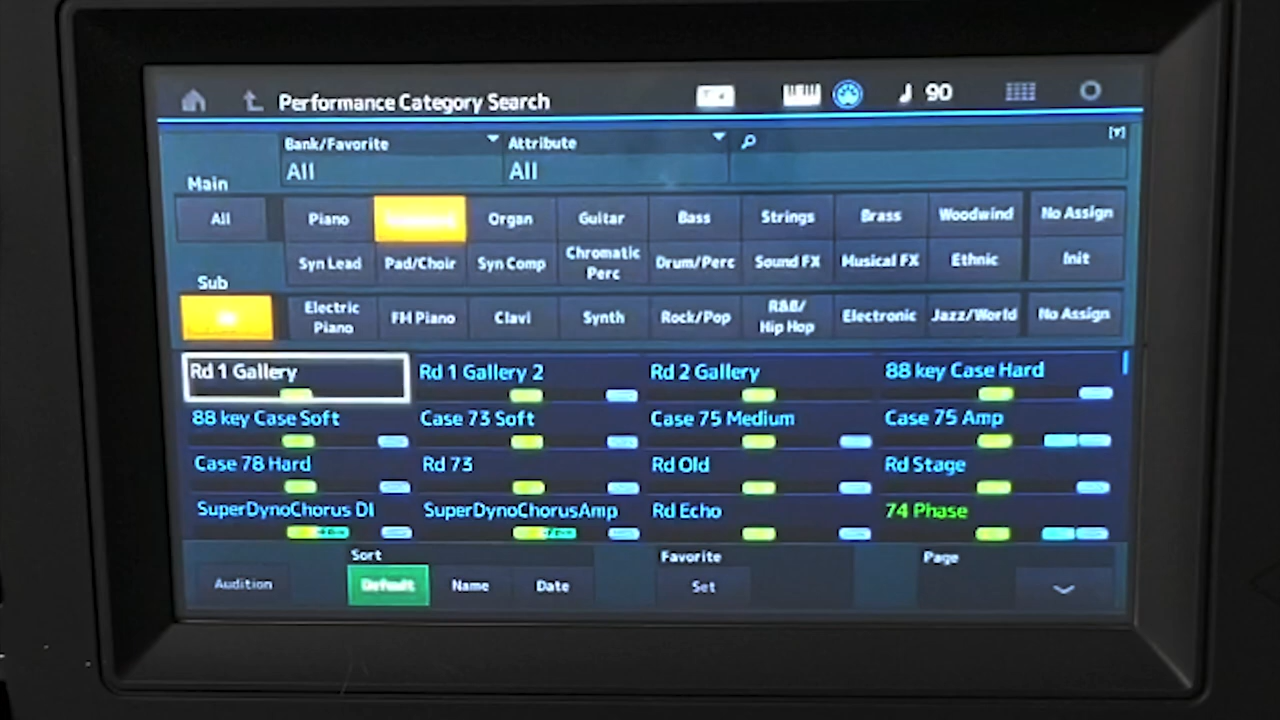 Performance Category Search
90
Bank/Favorite
All
Attribute
All
Main
All
Piano
Organ
Guitar
Bass
Strings
Brass
Woodwind
No Assign
Syn Lead
Pad/Choir
Syn Comp
Chromatic
Perc
Drum/Perc
Sound FX
Musical FX
Ethnic
Init
Sub
Electric
Piano
FM Piano
Clavi
Synth
Rock/Pop
R&B/
Hip Hop
Electronic
Jazz/World
No Assign
Rd 1 Gallery
Rd 1 Gallery 2
Rd 2 Gallery
88 key Case Hard
88 key Case Soft
Case 73 Soft
Case 75 Medium
Case 75 Amp
Case 78 Hard
Rd 73
Rd Old
Rd Stage
SuperDynoChorus DI
SuperDynoChorusAmp
Rd Echo
74 Phase
Audition
Sort
Default
Name
Date
Favorite
Set
Page